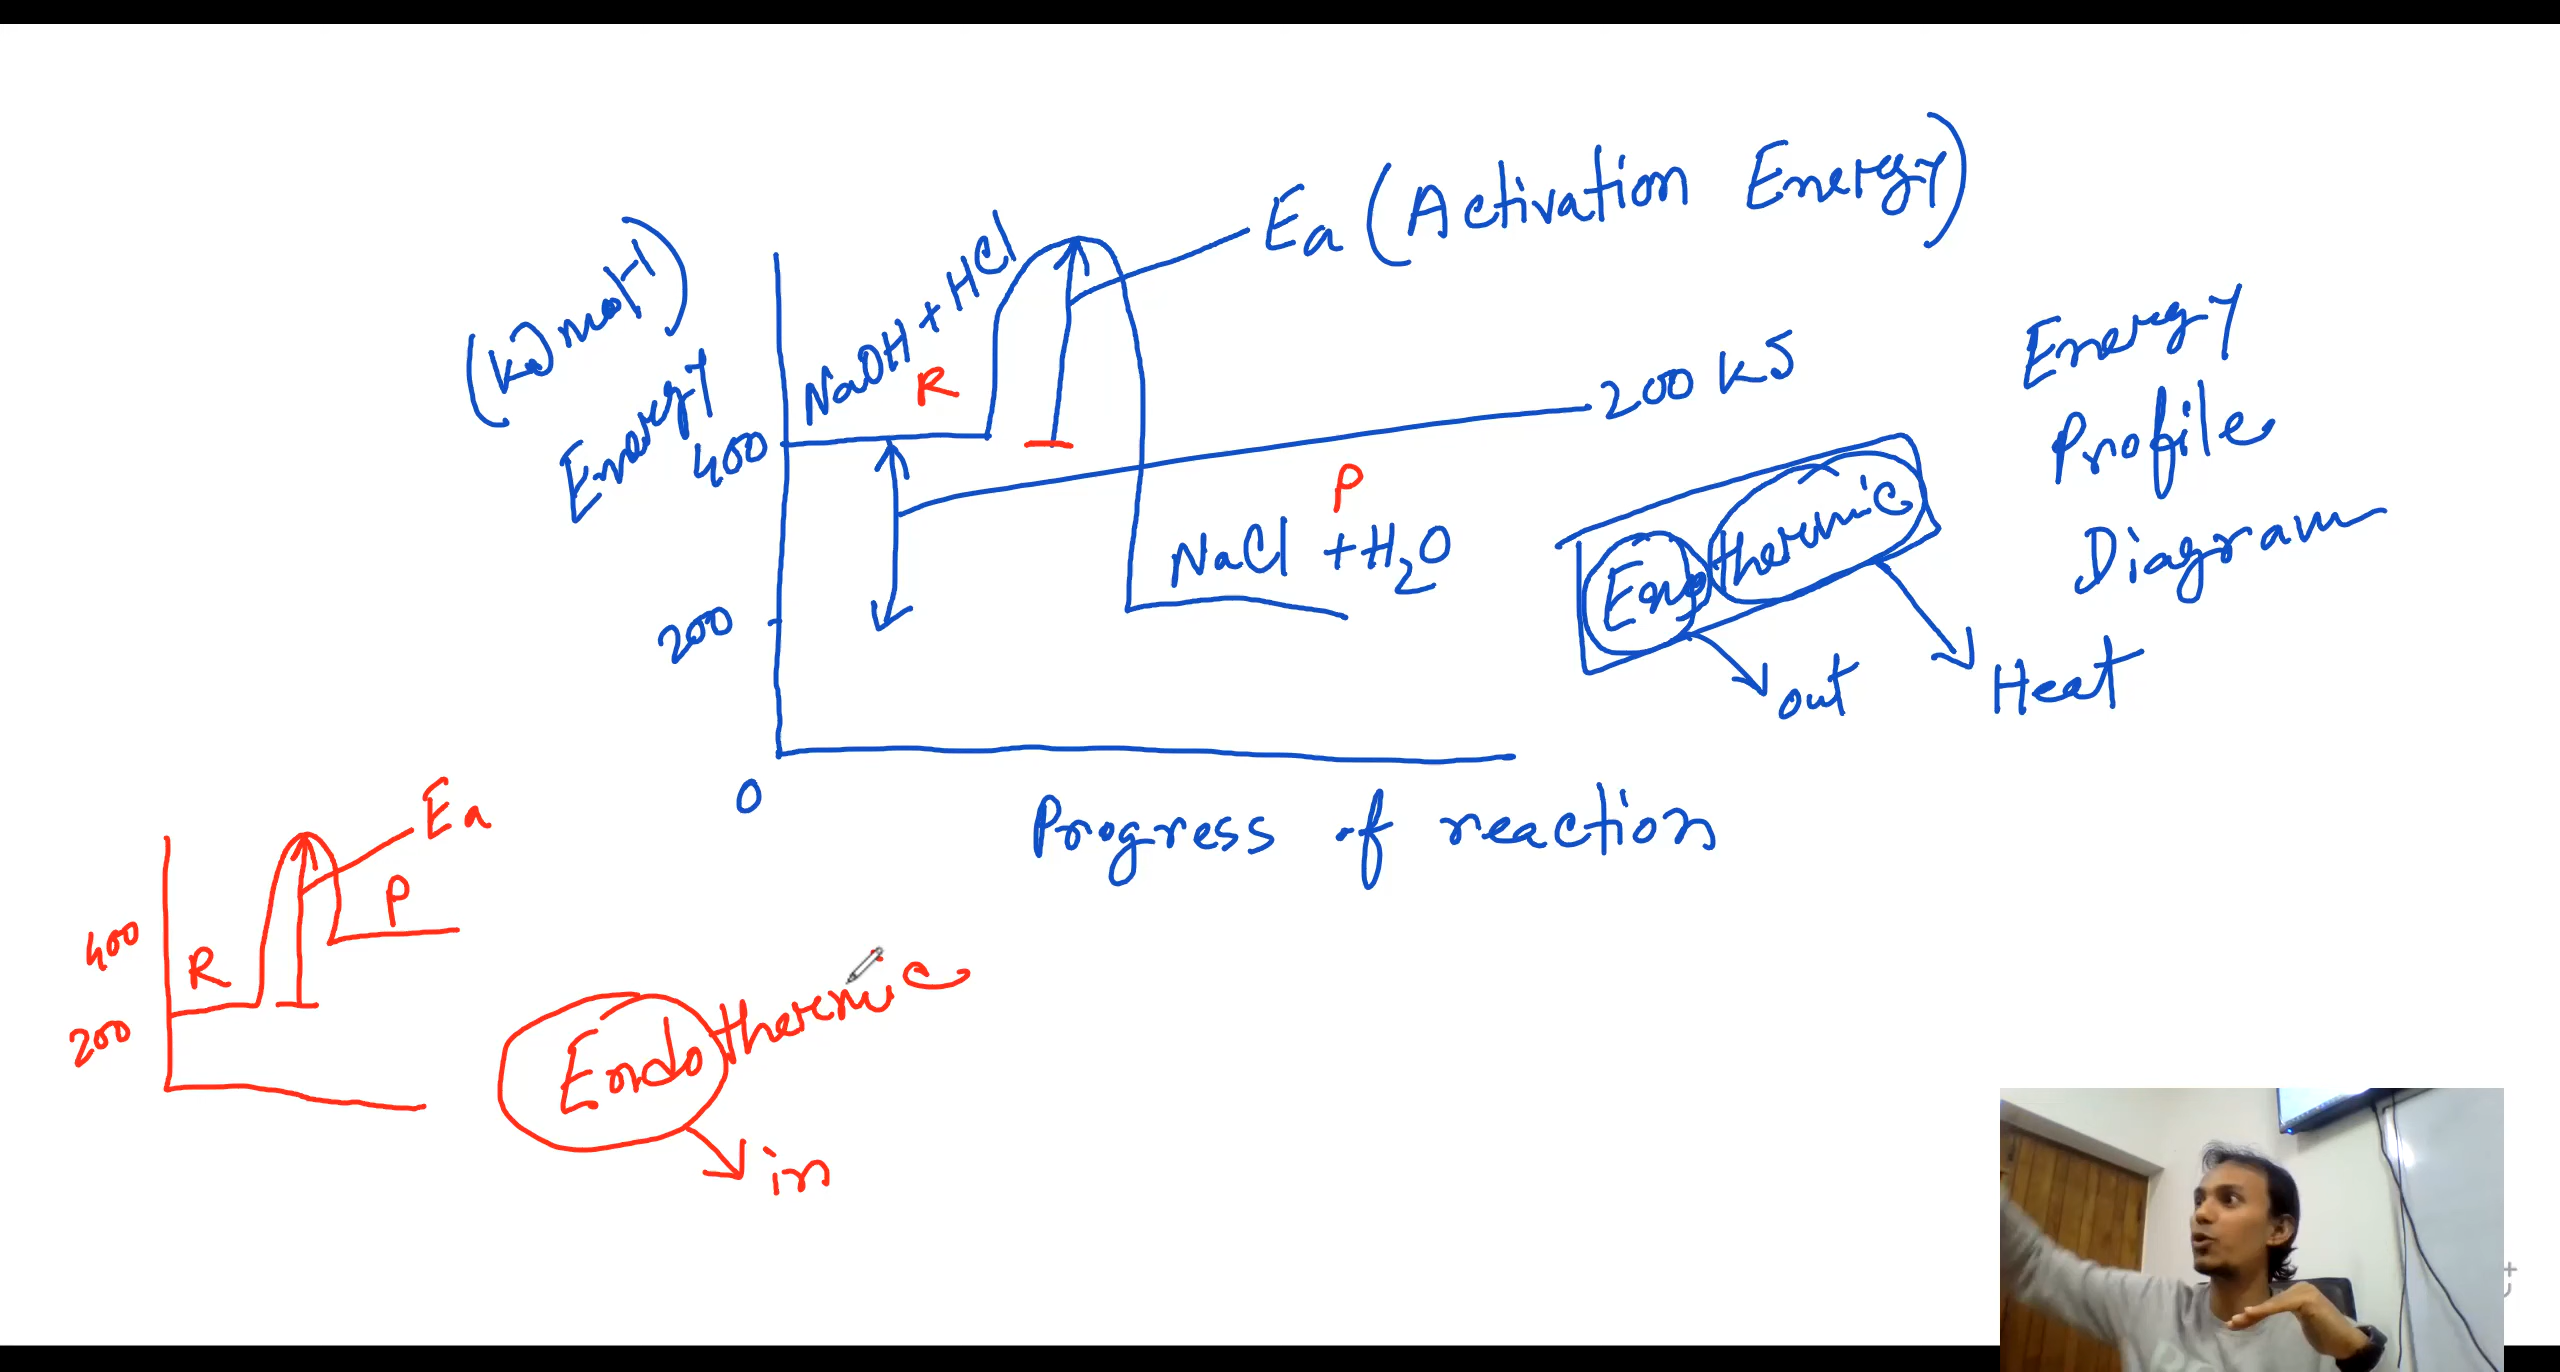 Ea (Activation Energy)
(kJ mol-1)
Energy
NaOH + HCl
R
400
200 kJ
P
NaCl + H2O
200
0
Progress of reaction
Energy
Profile
Diagram
Exothermic
out
Heat
Ea
P
400
R
200
Endothermic
in